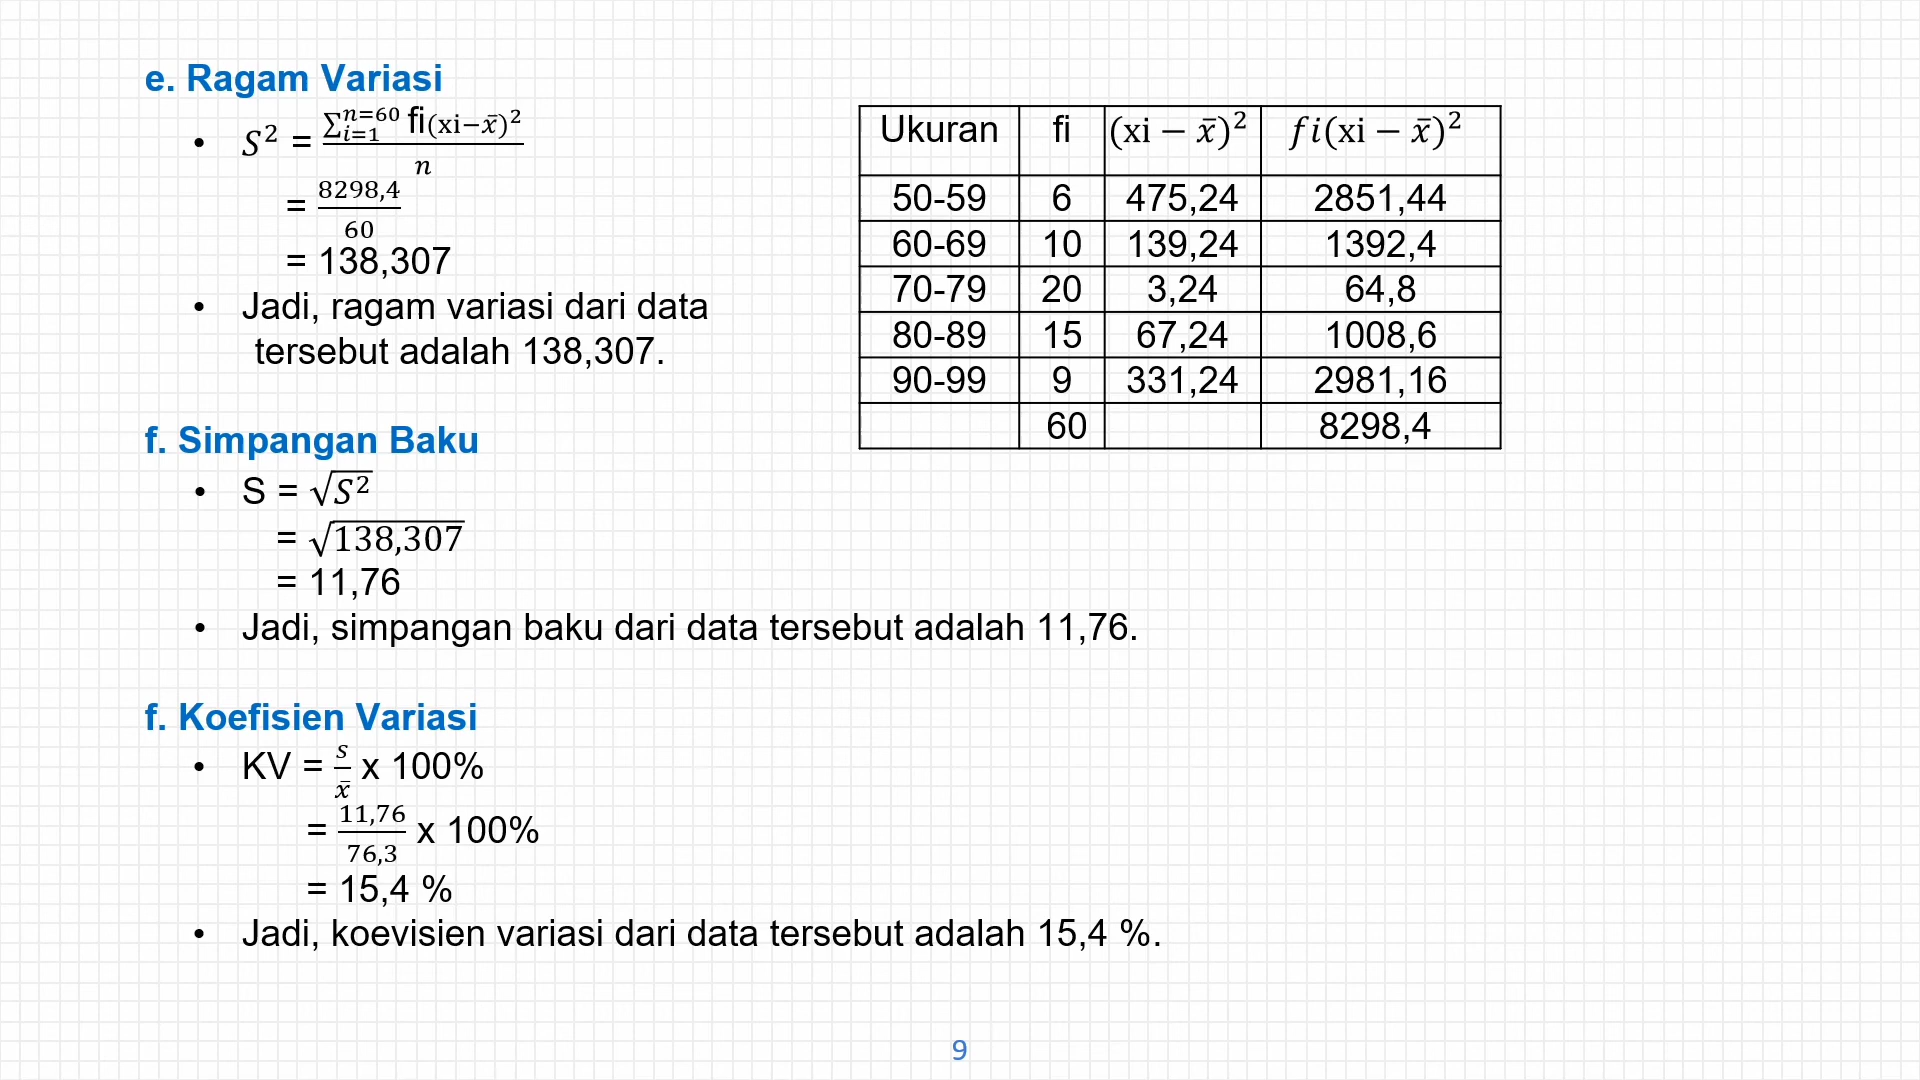 e. Ragam Variasi
• S² = ∑ᵢ₌₁ⁿ⁼⁶⁰ fi(xi−x̄)² / n
= 8298,4 / 60
= 138,307
• Jadi, ragam variasi dari data
tersebut adalah 138,307.
f. Simpangan Baku
• S = √S²
= √138,307
= 11,76
• Jadi, simpangan baku dari data tersebut adalah 11,76.
f. Koefisien Variasi
• KV = s / x̄ x 100%
= 11,76 / 76,3 x 100%
= 15,4 %
• Jadi, koevisien variasi dari data tersebut adalah 15,4 %.
Ukuran fi (xi − x̄)² fi(xi − x̄)²
50-59 6 475,24 2851,44
60-69 10 139,24 1392,4
70-79 20 3,24 64,8
80-89 15 67,24 1008,6
90-99 9 331,24 2981,16
60 8298,4
9